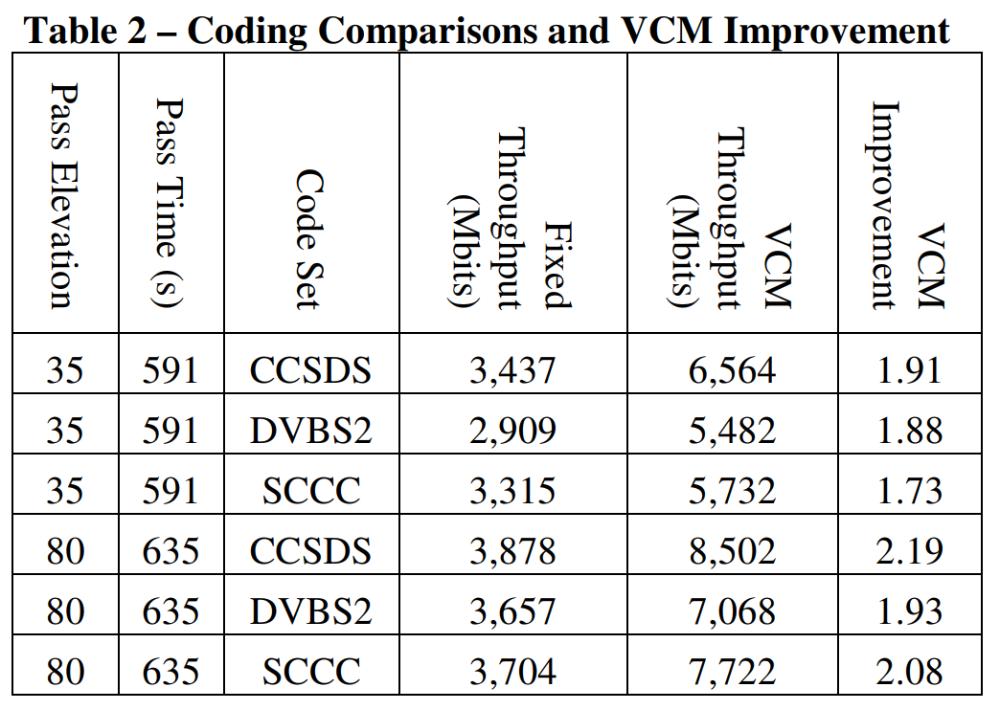 Table 2 – Coding Comparisons and VCM Improvement
Pass Elevation
Pass Time (s)
Code Set
Fixed
Throughput
(Mbits)
VCM
Throughput
(Mbits)
VCM
Improvement
35 591 CCSDS 3,437 6,564 1.91
35 591 DVBS2 2,909 5,482 1.88
35 591 SCCC 3,315 5,732 1.73
80 635 CCSDS 3,878 8,502 2.19
80 635 DVBS2 3,657 7,068 1.93
80 635 SCCC 3,704 7,722 2.08